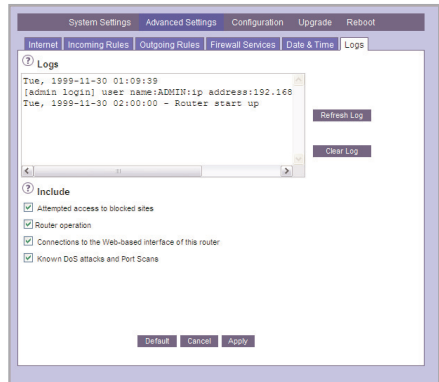 System Settings Advanced Settings Configuration Upgrade Reboot
Internet Incoming Rules Outgoing Rules Firewall Services Date & Time Logs
? Logs
Tue, 1999-11-30 01:09:39
[admin login] user name:ADMIN:ip address:192.168
Tue, 1999-11-30 02:00:00 - Router start up
Refresh Log
Clear Log
? Include
Attempted access to blocked sites
Router operation
Connections to the Web-based interface of this router
Known DoS attacks and Port Scans
Default Cancel Apply